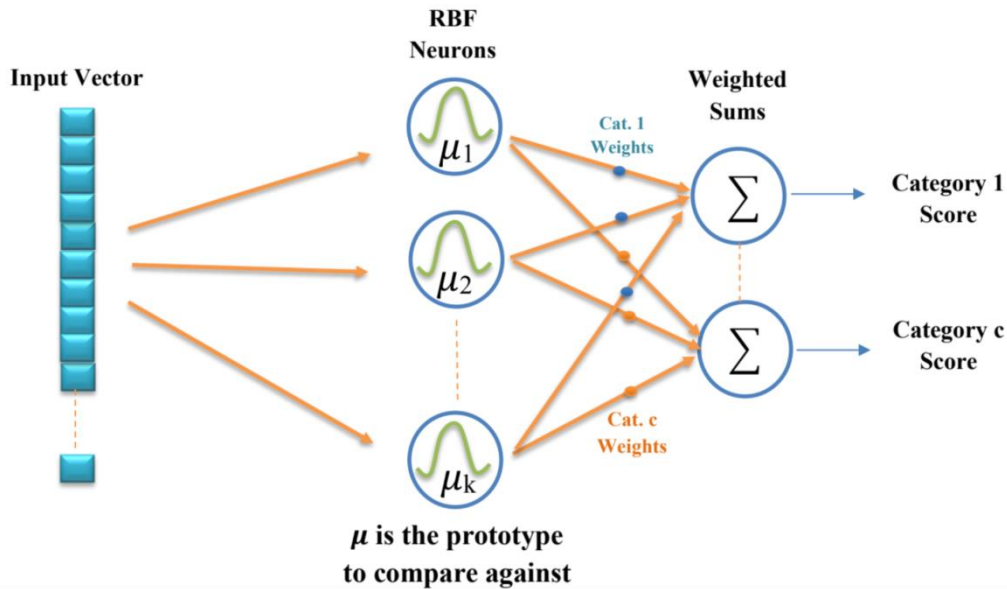 Input Vector
RBF
Neurons
μ1
μ2
μk
μ is the prototype
to compare against
Cat. 1
Weights
Cat. c
Weights
Weighted
Sums
∑
∑
Category 1
Score
Category c
Score